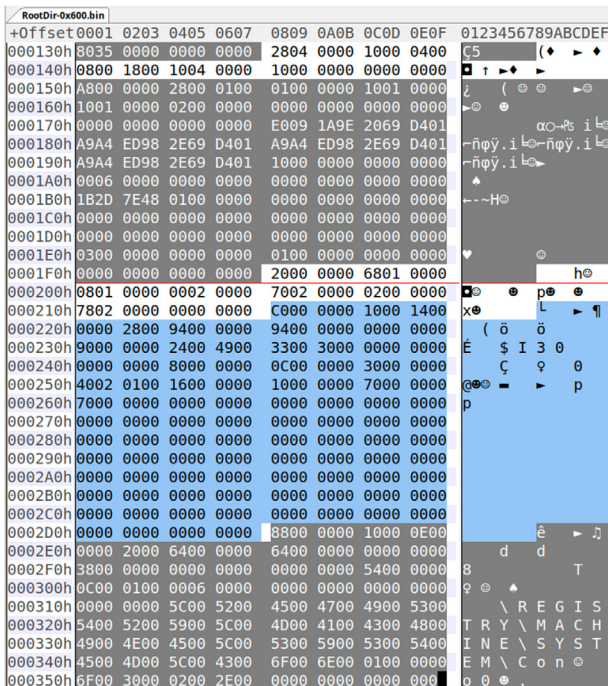 RootDir-0x600.bin
+Offset 0001 0203 0405 0607 0809 0A0B 0C0D 0E0F 0123456789ABCDEF
000130h 8035 0000 0000 0000 2804 0000 1000 0400 Ç5 (♦ ► ♦
000140h 0800 1800 1004 0000 1000 0000 0000 0000 ◘ ↑ ►♦ ►
000150h A800 0000 2800 0100 0100 0000 1001 0000 ¿ ( ☺ ☺ ►☺
000160h 1001 0000 0200 0000 0000 0000 0000 0000 ►☺ ☻
000170h 0000 0000 0000 0000 E009 1A9E 2069 D401 α○→₧ i╘☺
000180h A9A4 ED98 2E69 D401 A9A4 ED98 2E69 D401 ⌐ñφÿ.i╘☺⌐ñφÿ.i╘☺
000190h A9A4 ED98 2E69 D401 1000 0000 0000 0000 ⌐ñφÿ.i╘☺►
0001A0h 0006 0000 0000 0000 0000 0000 0000 0000 ♠
0001B0h 1B2D 7E48 0100 0000 0000 0000 0000 0000 ←-~H☺
0001C0h 0000 0000 0000 0000 0000 0000 0000 0000
0001D0h 0000 0000 0000 0000 0000 0000 0000 0000
0001E0h 0300 0000 0000 0000 0100 0000 0000 0000 ♥ ☺
0001F0h 0000 0000 0000 0000 2000 0000 6801 0000 h☺
000200h 0801 0000 0002 0000 7002 0000 0200 0000 ◘☺ ☻ p☻ ☻
000210h 7802 0000 0000 0000 C000 0000 1000 1400 x☻ └ ► ¶
000220h 0000 2800 9400 0000 9400 0000 0000 0000 ( ö ö
000230h 9000 0000 2400 4900 3300 3000 0000 0000 É $ I 3 0
000240h 0000 0000 8000 0000 0C00 0000 3000 0000 Ç ♀ 0
000250h 4002 0100 1600 0000 1000 0000 7000 0000 @☻☺ ▬ ► p
000260h 7000 0000 0000 0000 0000 0000 0000 0000 p
000270h 0000 0000 0000 0000 0000 0000 0000 0000
000280h 0000 0000 0000 0000 0000 0000 0000 0000
000290h 0000 0000 0000 0000 0000 0000 0000 0000
0002A0h 0000 0000 0000 0000 0000 0000 0000 0000
0002B0h 0000 0000 0000 0000 0000 0000 0000 0000
0002C0h 0000 0000 0000 0000 0000 0000 0000 0000
0002D0h 0000 0000 0000 0000 8800 0000 1000 0E00 ê ► ♫
0002E0h 0000 2000 6400 0000 6400 0000 0000 0000 d d
0002F0h 3800 0000 0000 0000 0000 0000 5400 0000 8 T
000300h 0C00 0100 0006 0000 0000 0000 0000 0000 ♀ ☺ ♠
000310h 0000 0000 5C00 5200 4500 4700 4900 5300 \ R E G I S
000320h 5400 5200 5900 5C00 4D00 4100 4300 4800 T R Y \ M A C H
000330h 4900 4E00 4500 5C00 5300 5900 5300 5400 I N E \ S Y S T
000340h 4500 4D00 5C00 4300 6F00 6E00 0100 0000 E M \ C o n ☺
000350h 6F00 3000 0200 2E00 0000 0000 0000 000 o 0 ☻ .